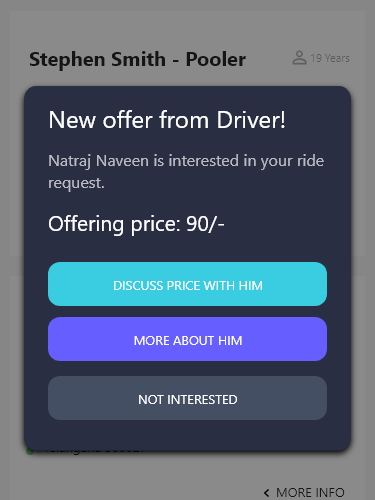 Stephen Smith - Pooler
19 Years
New offer from Driver!
Natraj Naveen is interested in your ride
request.
Offering price: 90/-
DISCUSS PRICE WITH HIM
MORE ABOUT HIM
NOT INTERESTED
MORE INFO